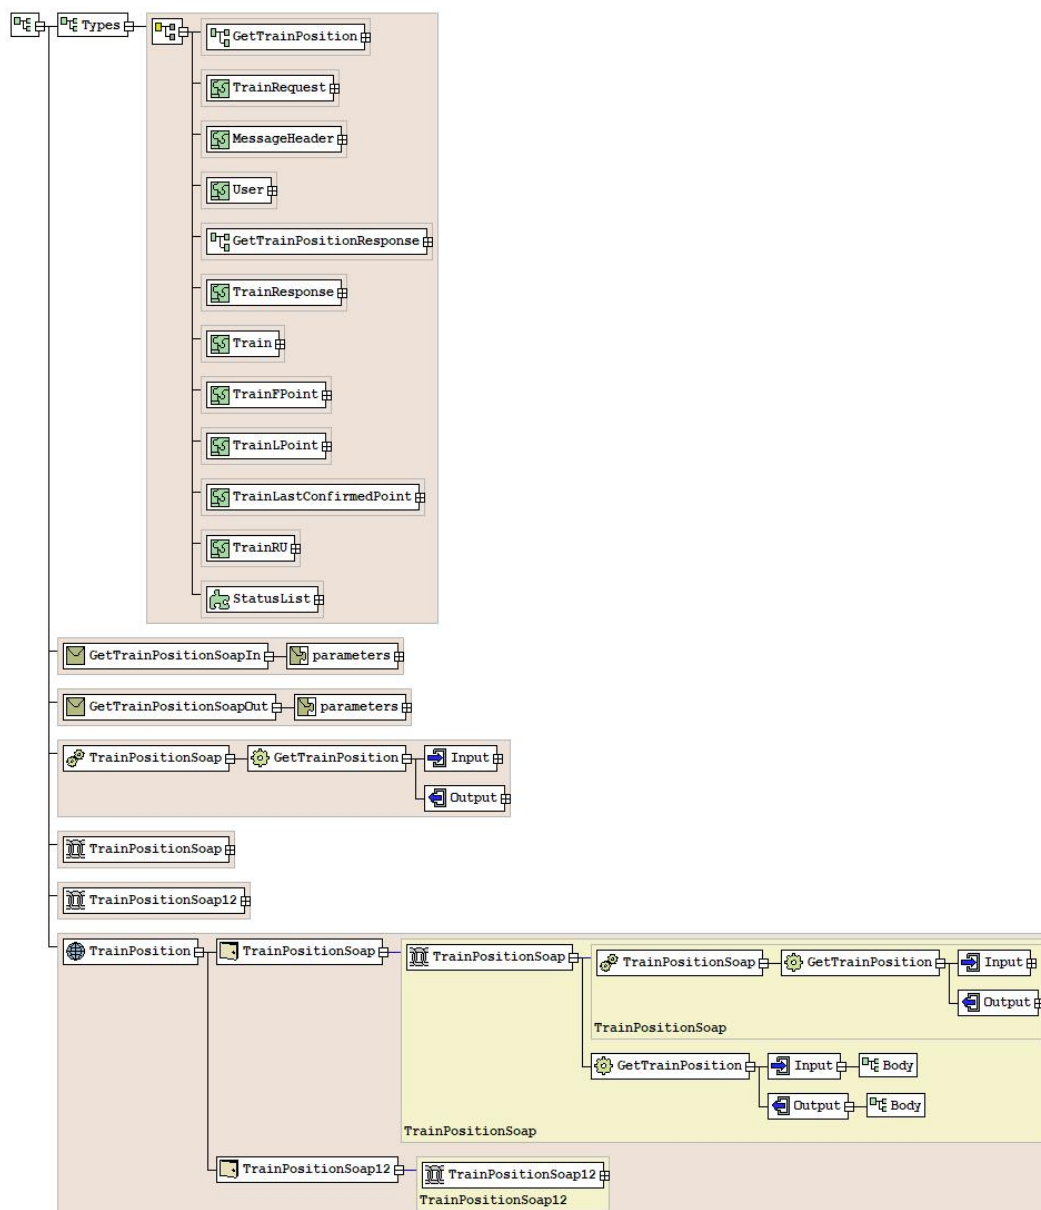 Types
GetTrainPosition
TrainRequest
MessageHeader
User
GetTrainPositionResponse
TrainResponse
Train
TrainFPoint
TrainLPoint
TrainLastConfirmedPoint
TrainRU
StatusList
GetTrainPositionSoapIn parameters
GetTrainPositionSoapOut parameters
TrainPositionSoap GetTrainPosition Input
Output
TrainPositionSoap
TrainPositionSoap12
TrainPosition TrainPositionSoap TrainPositionSoap TrainPositionSoap GetTrainPosition Input
Output
TrainPositionSoap
GetTrainPosition Input Body
Output Body
TrainPositionSoap
TrainPositionSoap12 TrainPositionSoap12
TrainPositionSoap12